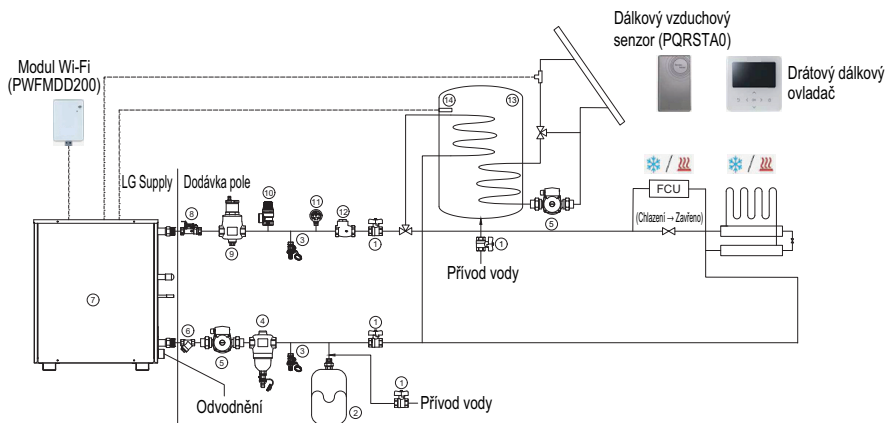 Modul Wi-Fi
(PWFMDD200)
Dálkový vzduchový
senzor (PQRSTA0)
Drátový dálkový
ovladač
LG Supply
Dodávka pole
14
13
10
11
12
8
9
3
1
5
1
FCU
(Chlazení → Zavřeno)
Přívod vody
7
6
5
4
3
1
2
1
Přívod vody
Odvodnění